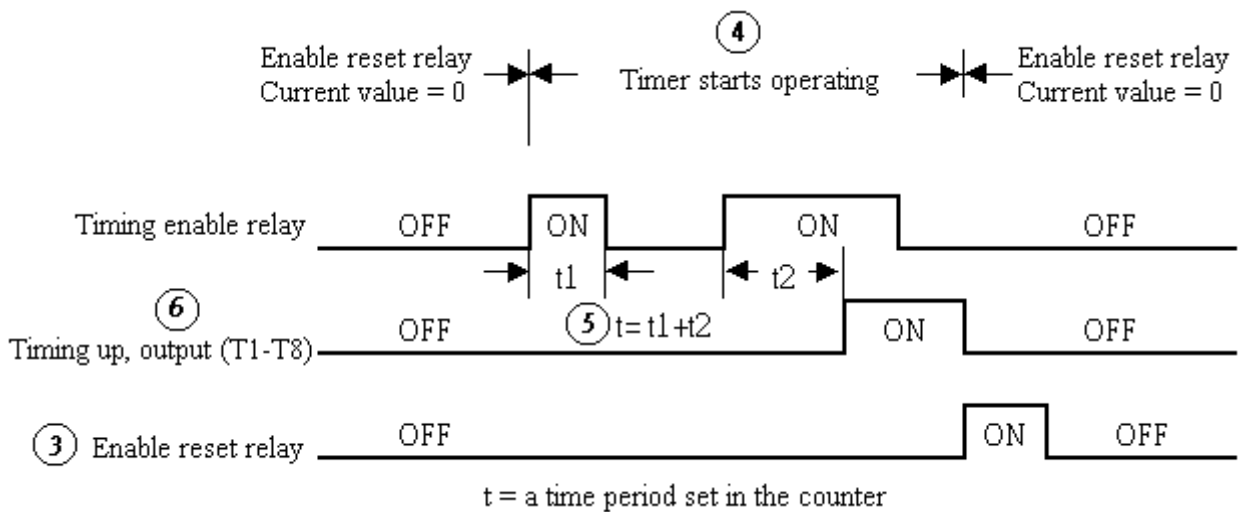 4
Enable reset relay
Current value = 0
Timer starts operating
Enable reset relay
Current value = 0
Timing enable relay
OFF
ON
ON
OFF
t1
t2
6
Timing up, output (T1-T8)
OFF
5 t= t1+t2
ON
OFF
3 Enable reset relay
OFF
ON
OFF
t = a time period set in the counter